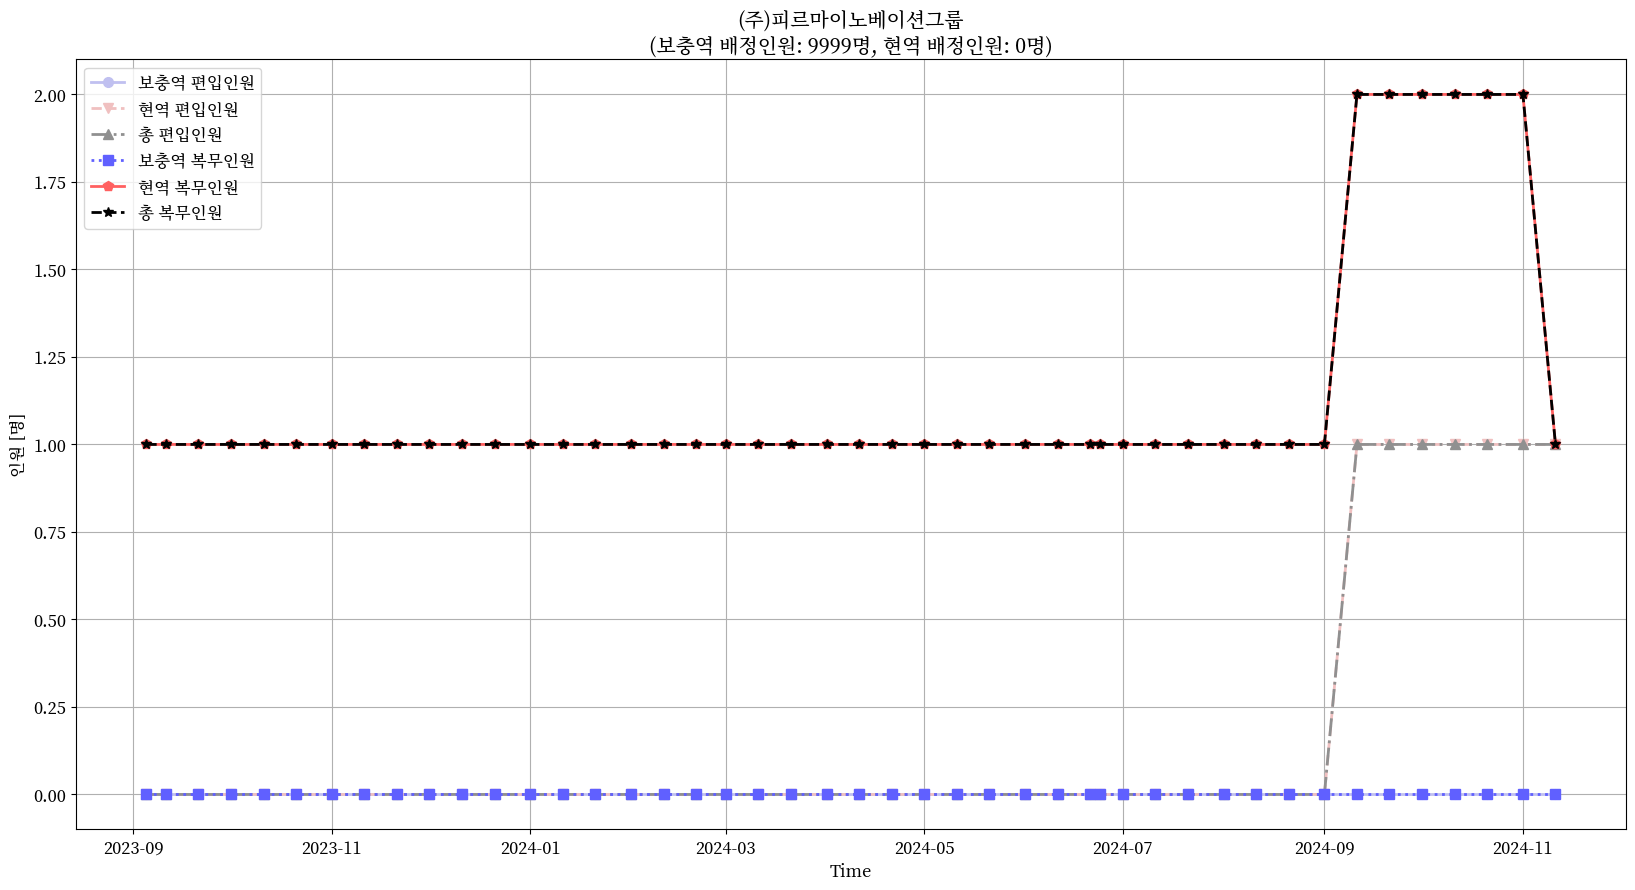 (주)피르마이노베이션그룹
(보충역 배정인원: 9999명, 현역 배정인원: 0명)
보충역 편입인원
현역 편입인원
총 편입인원
보충역 복무인원
현역 복무인원
총 복무인원
인원 [명]
2.00
1.75
1.50
1.25
1.00
0.75
0.50
0.25
0.00
2023-09
2023-11
2024-01
2024-03
2024-05
2024-07
2024-09
2024-11
Time